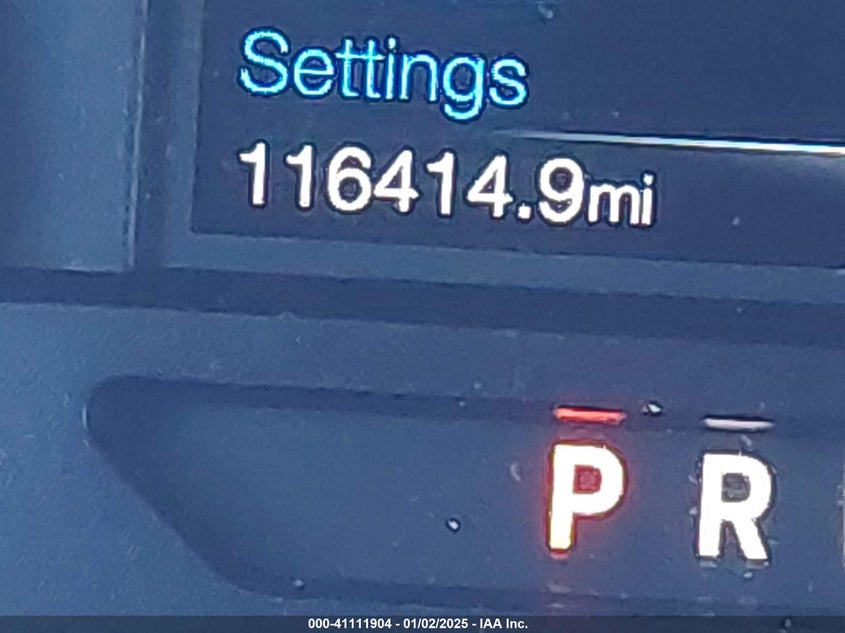 Settings
116414.9mi
P R
000-41111904 - 01/02/2025 - IAA Inc.